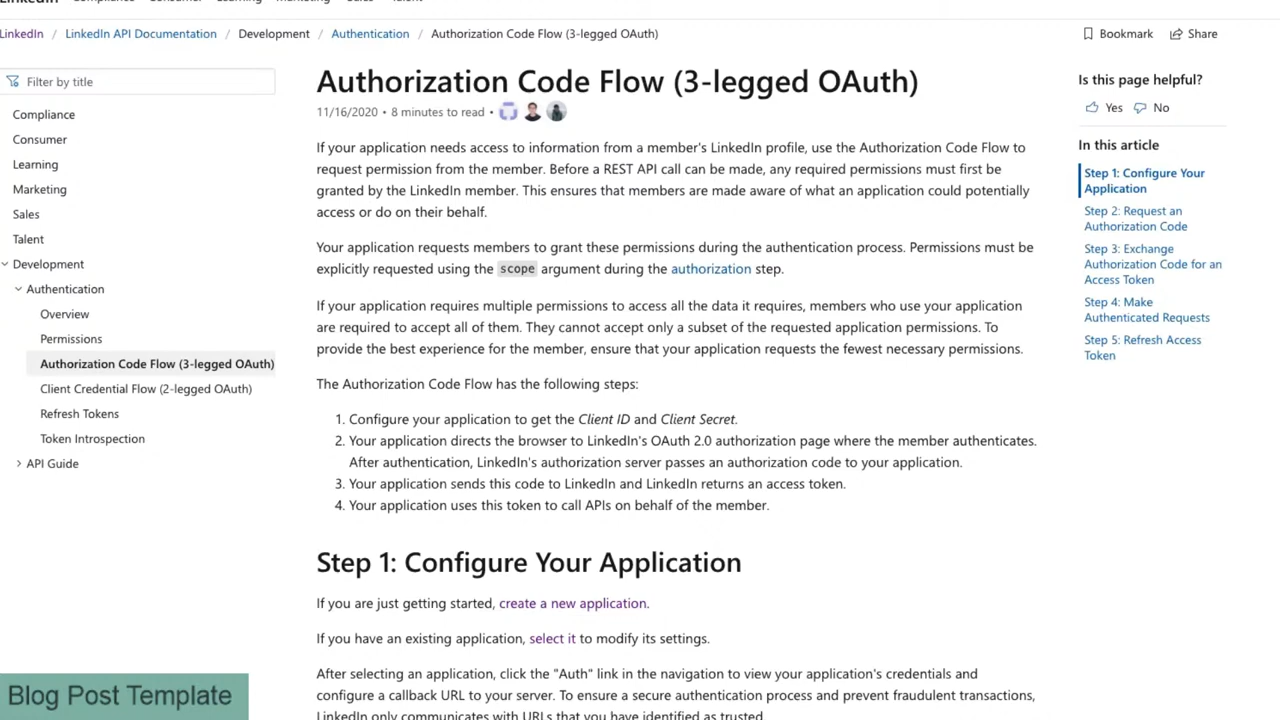 LinkedIn Compliance Consumer Learning Marketing Sales Talent
LinkedIn / LinkedIn API Documentation / Development / Authentication / Authorization Code Flow (3-legged OAuth)
Bookmark Share
Filter by title
Compliance
Consumer
Learning
Marketing
Sales
Talent
Development
Authentication
Overview
Permissions
Authorization Code Flow (3-legged OAuth)
Client Credential Flow (2-legged OAuth)
Refresh Tokens
Token Introspection
API Guide
Authorization Code Flow (3-legged OAuth)
11/16/2020 • 8 minutes to read •
If your application needs access to information from a member's LinkedIn profile, use the Authorization Code Flow to
request permission from the member. Before a REST API call can be made, any required permissions must first be
granted by the LinkedIn member. This ensures that members are made aware of what an application could potentially
access or do on their behalf.
Your application requests members to grant these permissions during the authentication process. Permissions must be
explicitly requested using the scope argument during the authorization step.
If your application requires multiple permissions to access all the data it requires, members who use your application
are required to accept all of them. They cannot accept only a subset of the requested application permissions. To
provide the best experience for the member, ensure that your application requests the fewest necessary permissions.
The Authorization Code Flow has the following steps:
1. Configure your application to get the Client ID and Client Secret.
2. Your application directs the browser to LinkedIn's OAuth 2.0 authorization page where the member authenticates.
After authentication, LinkedIn's authorization server passes an authorization code to your application.
3. Your application sends this code to LinkedIn and LinkedIn returns an access token.
4. Your application uses this token to call APIs on behalf of the member.
Step 1: Configure Your Application
If you are just getting started, create a new application.
If you have an existing application, select it to modify its settings.
After selecting an application, click the "Auth" link in the navigation to view your application's credentials and
configure a callback URL to your server. To ensure a secure authentication process and prevent fraudulent transactions,
LinkedIn only communicates with URLs that you have identified as trusted.
Is this page helpful?
Yes No
In this article
Step 1: Configure Your
Application
Step 2: Request an
Authorization Code
Step 3: Exchange
Authorization Code for an
Access Token
Step 4: Make
Authenticated Requests
Step 5: Refresh Access
Token
Blog Post Template